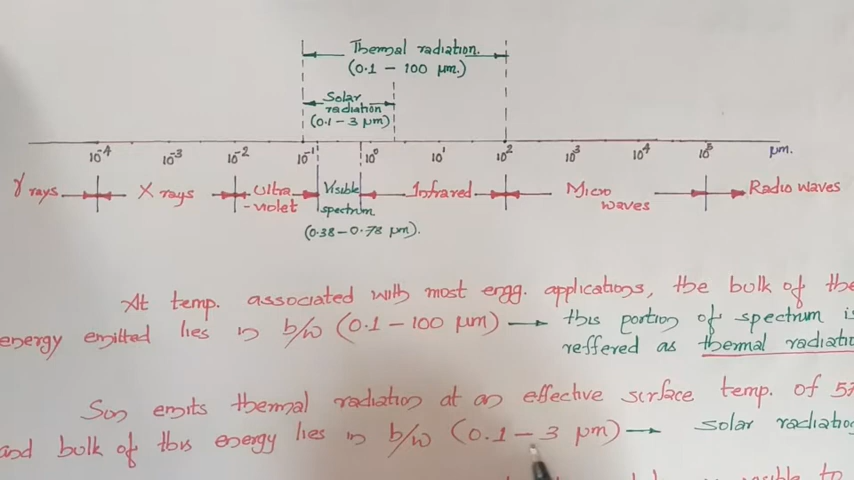 Thermal radiation.
(0.1 - 100 μm.)
Solar
radiation
(0.1 - 3 μm)
10⁻⁴ 10⁻³ 10⁻² 10⁻¹ 10⁰ 10¹ 10² 10³ 10⁴ 10⁵ μm.
γ rays X rays Ultra Visible Infrared Micro Radio waves
-violet spectrum. waves
(0.38 - 0.78 μm).
At temp. associated with most engg. applications, the bulk of the
energy emitted lies in b/w (0.1 - 100 μm) → this portion of spectrum is
reffered as thermal radiatio
Sun emits thermal radiation at an effective surface temp. of 57
and bulk of this energy lies in b/w (0.1 - 3 μm) → solar radiation